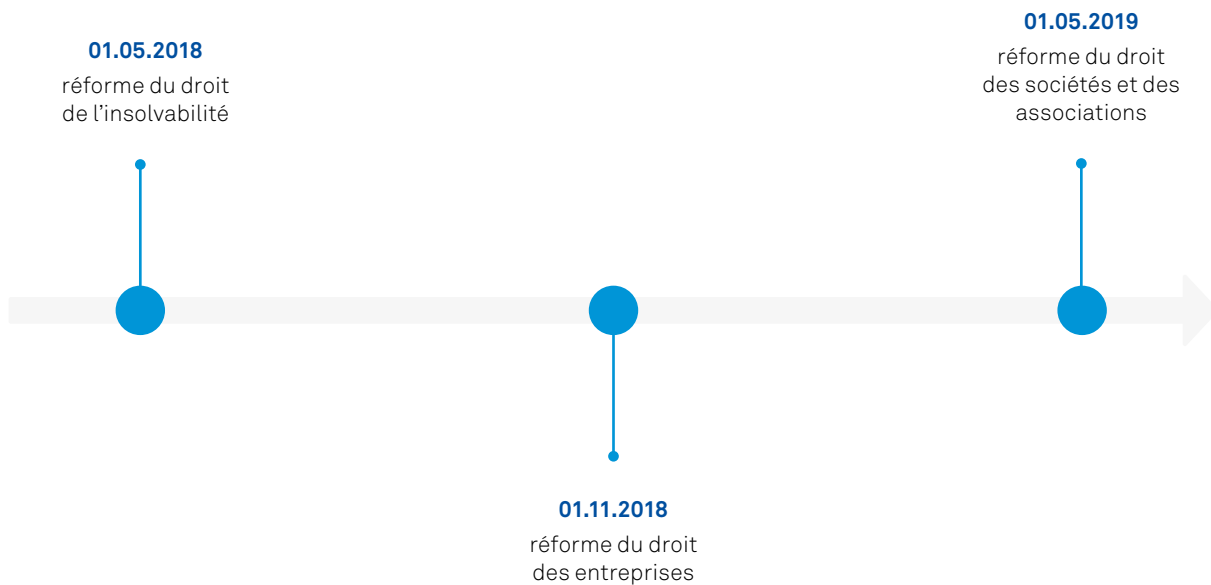 01.05.2018
réforme du droit
de l'insolvabilité
01.11.2018
réforme du droit
des entreprises
01.05.2019
réforme du droit
des sociétés et des
associations